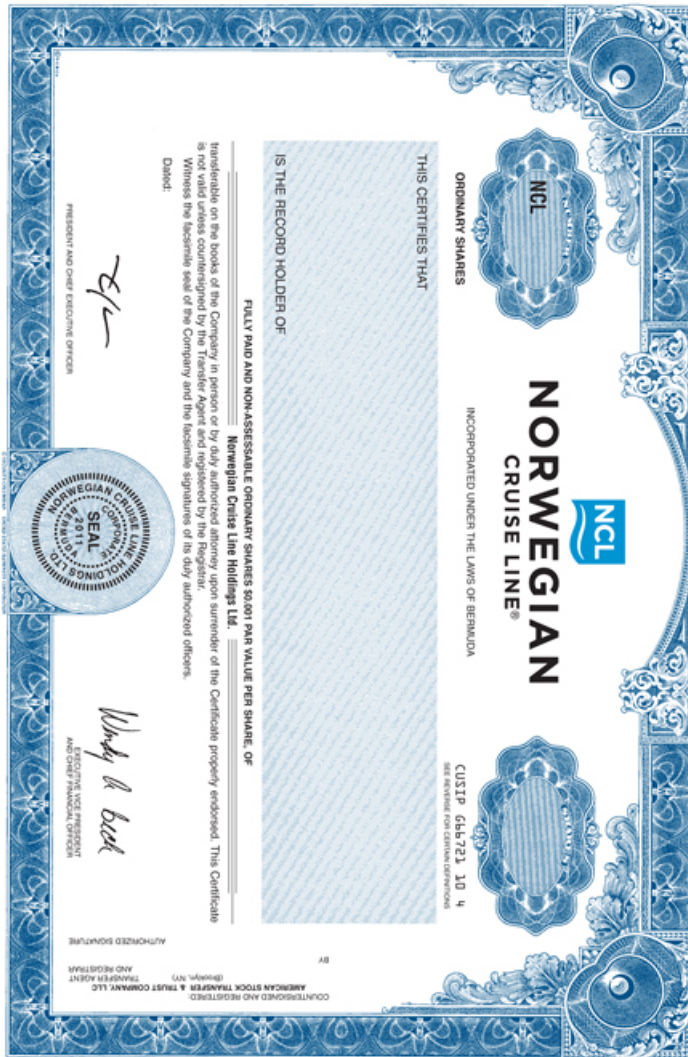 NCL
NCL
NORWEGIAN
CRUISE LINE®
ORDINARY SHARES
INCORPORATED UNDER THE LAWS OF BERMUDA
CUSIP G66721 10 4
SEE REVERSE FOR CERTAIN DEFINITIONS
THIS CERTIFIES THAT
IS THE RECORD HOLDER OF
FULLY PAID AND NON-ASSESSABLE ORDINARY SHARES $0.001 PAR VALUE PER SHARE, OF
Norwegian Cruise Line Holdings Ltd.
transferable on the books of the Company in person or by duly authorized attorney upon surrender of the Certificate properly endorsed. This Certificate
is not valid unless countersigned by the Transfer Agent and registered by the Registrar.
Witness the facsimile seal of the Company and the facsimile signatures of its duly authorized officers.
Dated:
PRESIDENT AND CHIEF EXECUTIVE OFFICER
NORWEGIAN CRUISE LINE HOLDINGS LTD.
CORPORATE
SEAL
2011
BERMUDA
Wendy A Beck
EXECUTIVE VICE PRESIDENT
AND CHIEF FINANCIAL OFFICER
COUNTERSIGNED AND REGISTERED:
AMERICAN STOCK TRANSFER & TRUST COMPANY, LLC
(Brooklyn, NY)
TRANSFER AGENT
AND REGISTRAR
BY
AUTHORIZED SIGNATURE